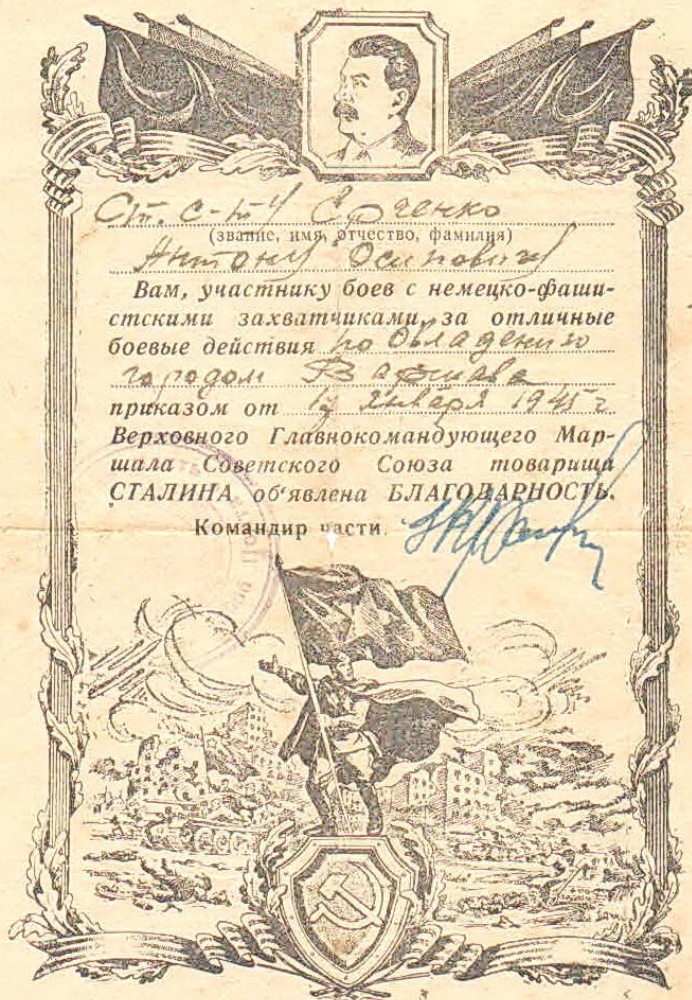 Ст. с-ту
(звание, имя, отчество, фамилия)
Антону Осиповичу
Вам, участнику боев с немецко-фаши-
стскими захватчиками, за отличные
боевые действия по овладению
городом Варшава
приказом от 17 января 1945 г
Верховного Главнокомандующего Мар-
шала Советского Союза товарища
СТАЛИНА об‘явлена БЛАГОДАРНОСТЬ.
Командир части